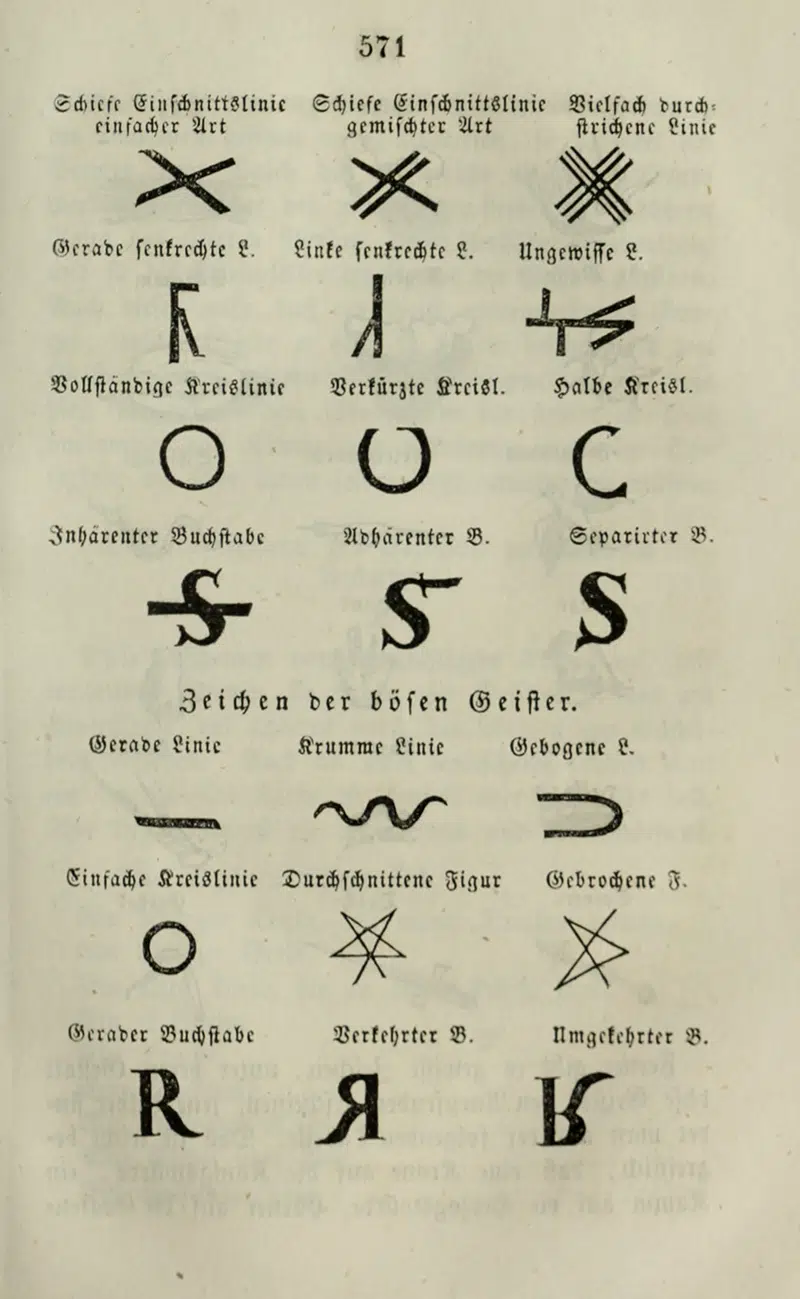 571
Schiefe Einschnittslinie Schiefe Einschnittslinie Vielfach durch=
einfacher Art gemischter Art strichene Linie
Gerade senkrechte L. Linke senkrechte L. Ungewisse L.
Vollständige Kreislinie Verkürzte Kreisl. Halbe Kreisl.
Inhärenter Buchstabe Abhärenter B. Separirter B.
S S S
Zeichen der bösen Geister.
Gerade Linie Krumme Linie Gebogene L.
Einfache Kreislinie Durchschnittene Figur Gebrochene F.
Gerader Buchstabe Verkehrter B. Umgekehrter B.
R R R